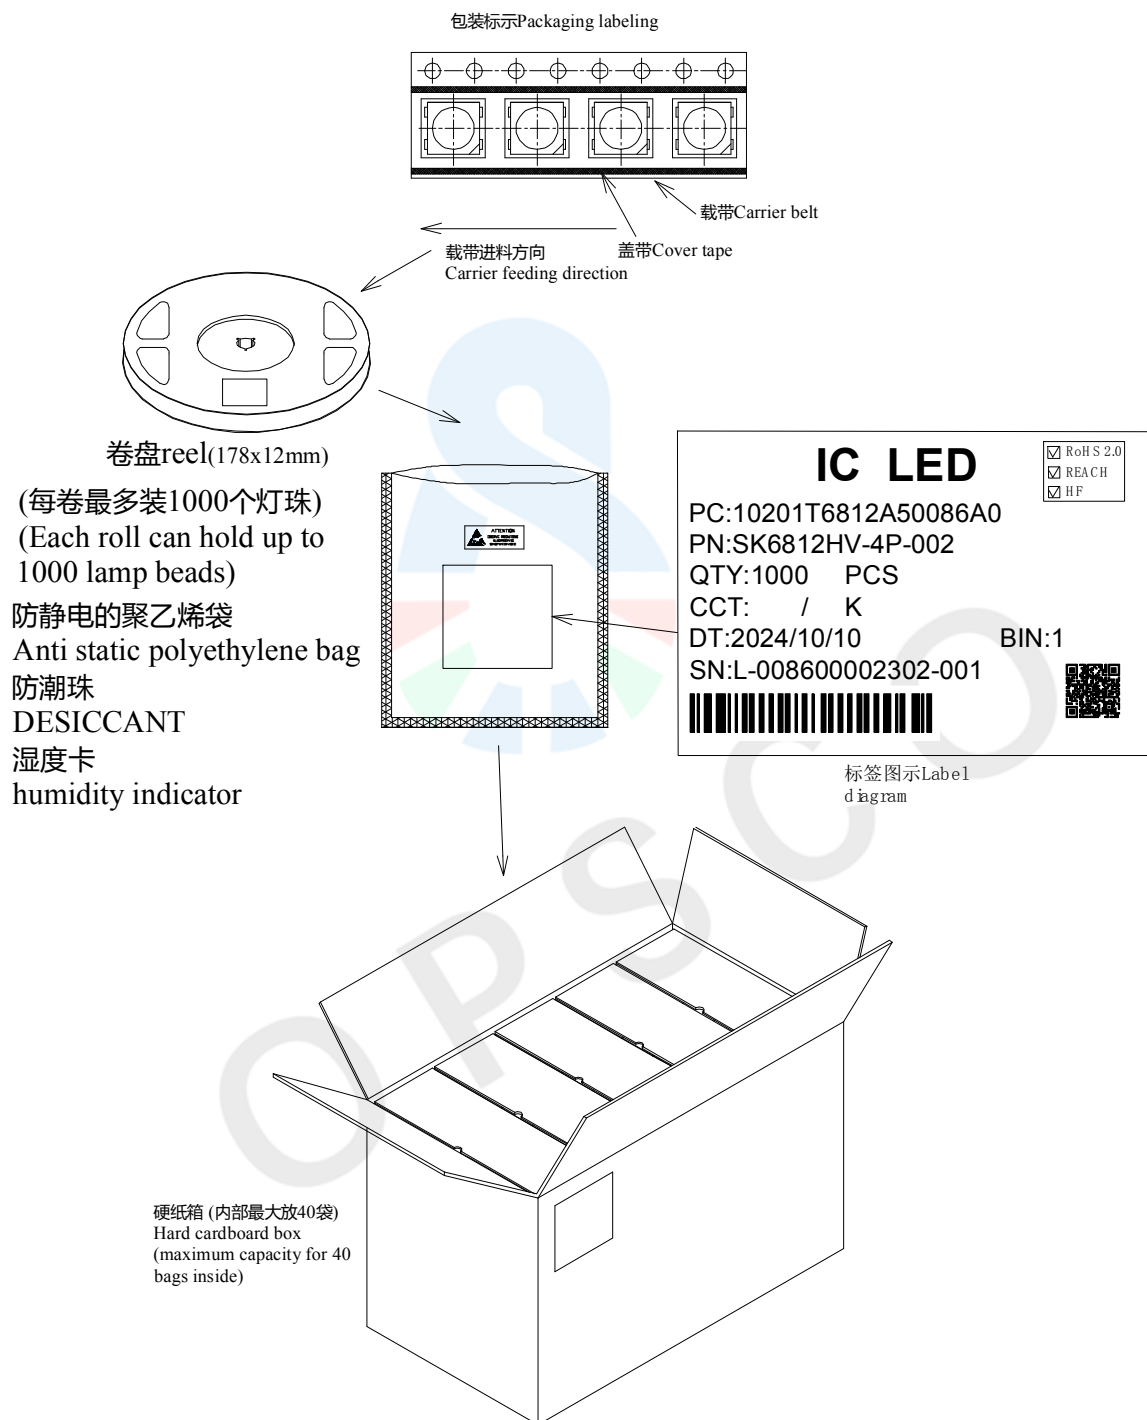 包装标示Packaging labeling
载带Carrier belt
盖带Cover tape
载带进料方向
Carrier feeding direction
卷盘reel(178x12mm)
(每卷最多装1000个灯珠)
(Each roll can hold up to
1000 lamp beads)
防静电的聚乙烯袋
Anti static polyethylene bag
防潮珠
DESICCANT
湿度卡
humidity indicator
ATTENTION
IC LED
RoHS 2.0
REACH
HF
PC:10201T6812A50086A0
PN:SK6812HV-4P-002
QTY:1000 PCS
CCT: / K
DT:2024/10/10 BIN:1
SN:L-008600002302-001
标签图示Label
diagram
OPSCO
硬纸箱 (内部最大放40袋)
Hard cardboard box
(maximum capacity for 40
bags inside)